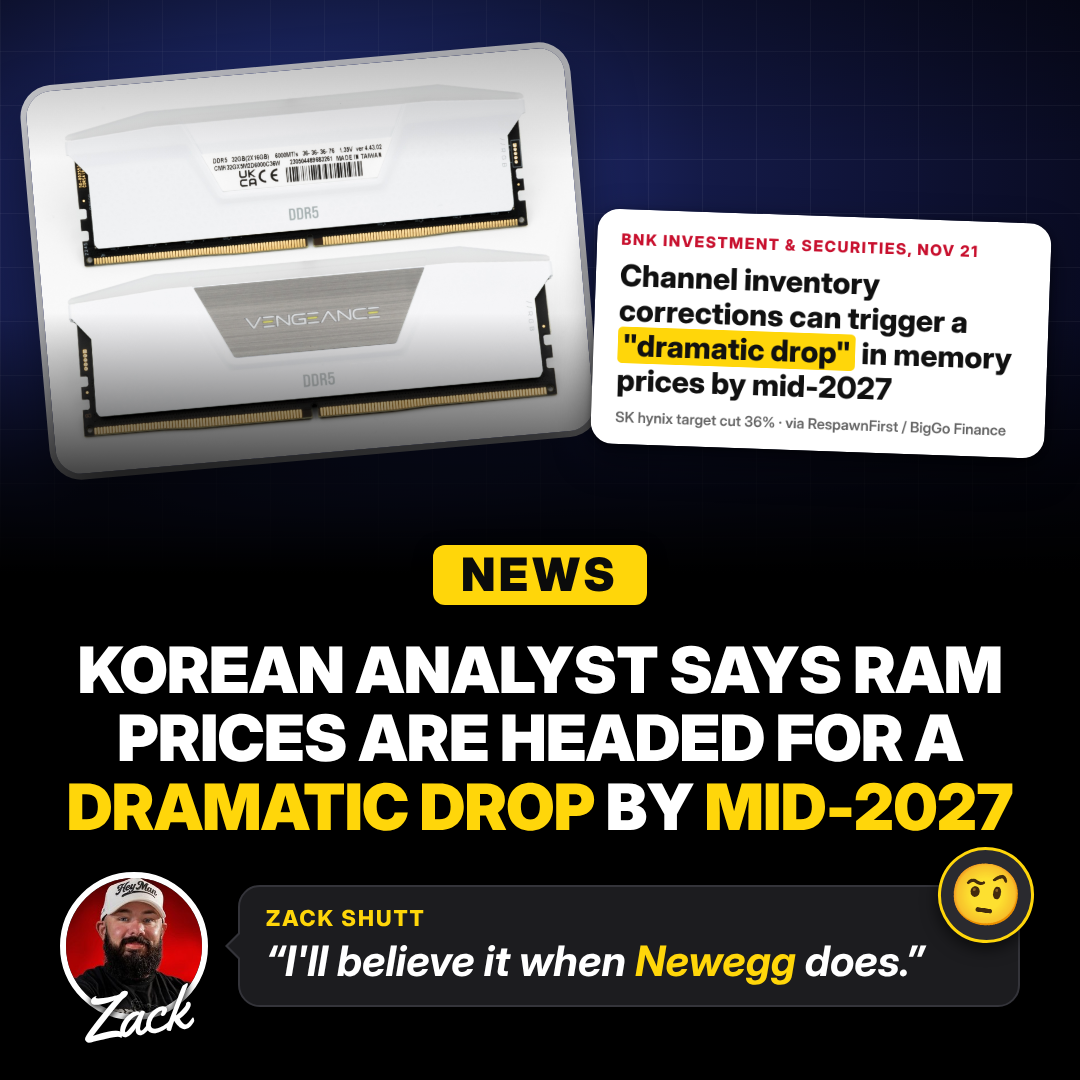 DDR5 32GB(2X16GB) 6000MT/s 36-36-36-76 1.35V ver 4.43.02
MADE IN TAIWAN
UK
CA CE
DDR5
VENGEANCE
DDR5
BNK INVESTMENT & SECURITIES, NOV 21
Channel inventory
corrections can trigger a
"dramatic drop" in memory
prices by mid-2027
SK hynix target cut 36% · via RespawnFirst / BigGo Finance
NEWS
KOREAN ANALYST SAYS RAM
PRICES ARE HEADED FOR A
DRAMATIC DROP BY MID-2027
Hey Man
ZACK SHUTT
“I'll believe it when Newegg does.”
Zack